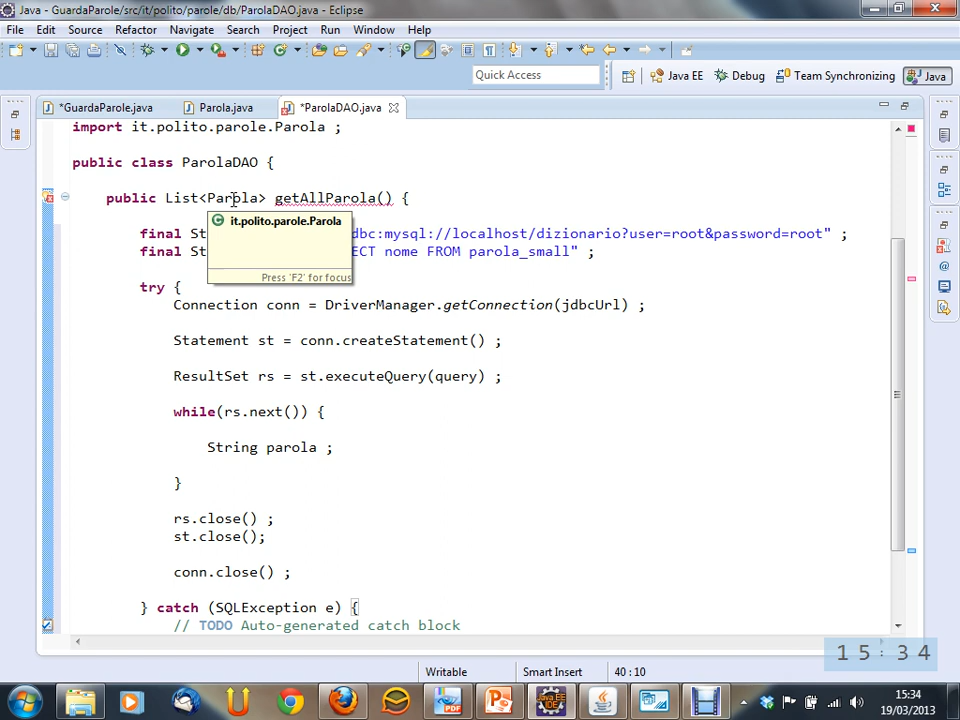 Java - GuardaParole/src/it/polito/parole/db/ParolaDAO.java - Eclipse
File Edit Source Refactor Navigate Search Project Run Window Help
Quick Access Java EE Debug Team Synchronizing Java
*GuardaParole.java Parola.java *ParolaDAO.java
import it.polito.parole.Parola ;
public class ParolaDAO {
public List<Parola> getAllParola() {
it.polito.parole.Parola
final St dbc:mysql://localhost/dizionario?user=root&password=root" ;
final St ECT nome FROM parola_small" ;
Press 'F2' for focus
try {
Connection conn = DriverManager.getConnection(jdbcUrl) ;
Statement st = conn.createStatement() ;
ResultSet rs = st.executeQuery(query) ;
while(rs.next()) {
String parola ;
}
rs.close() ;
st.close();
conn.close() ;
} catch (SQLException e) {
// TODO Auto-generated catch block
15:34
Writable Smart Insert 40 : 10
15:34
19/03/2013